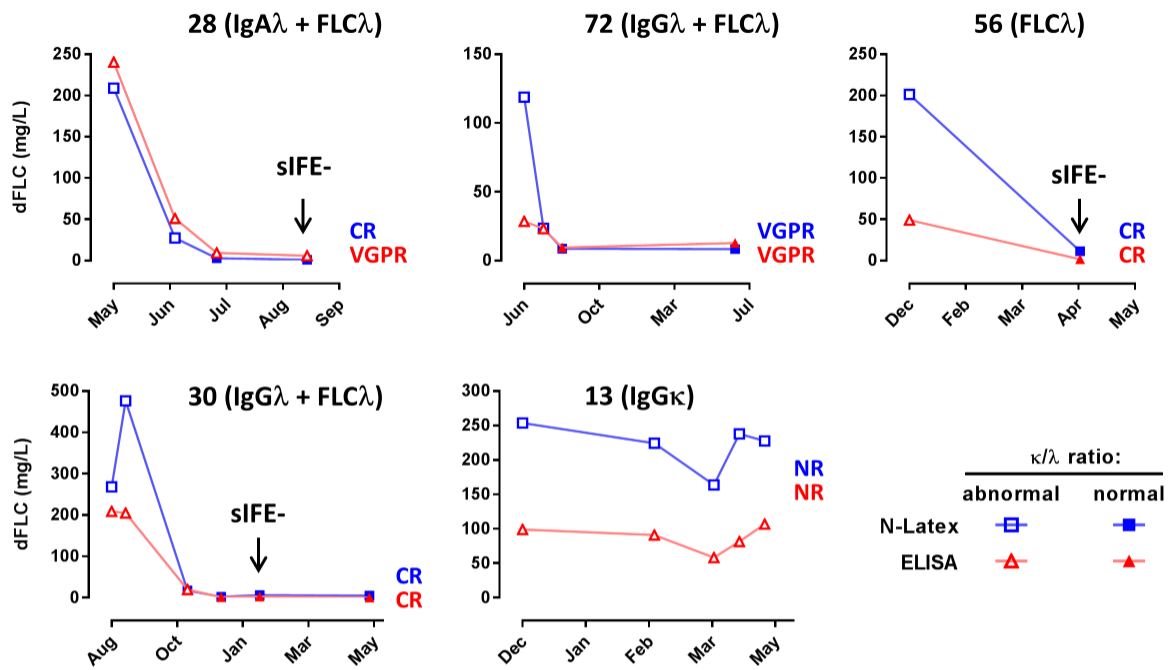 28 (IgAλ + FLCλ)
dFLC (mg/L)
250
200
150
100
50
0
sIFE-
CR
VGPR
May
Jun
Jul
Aug
Sep
72 (IgGλ + FLCλ)
150
100
50
0
VGPR
VGPR
Jun
Oct
Mar
Jul
56 (FLCλ)
250
200
150
100
50
0
sIFE-
CR
CR
Dec
Feb
Mar
Apr
May
30 (IgGλ + FLCλ)
dFLC (mg/L)
500
400
300
200
100
0
sIFE-
CR
CR
Aug
Oct
Jan
Mar
May
13 (IgGκ)
300
250
200
150
100
50
0
NR
NR
Dec
Jan
Feb
Mar
May
κ/λ ratio:
abnormal normal
N-Latex
ELISA